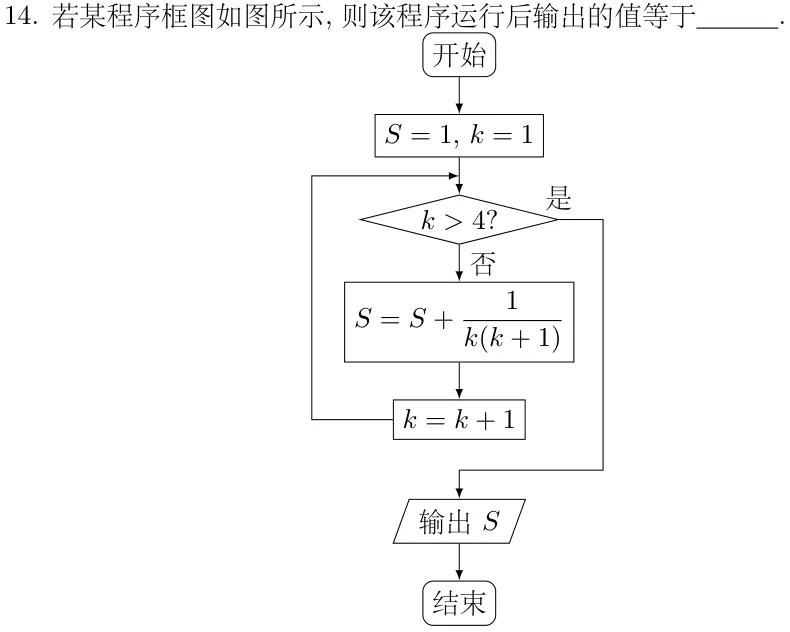 14. 若某程序框图如图所示, 则该程序运行后输出的值等于______.
开始
S = 1, k = 1
是
k > 4?
否
S = S + \frac{1}{k(k + 1)}
k = k + 1
输出 S
结束